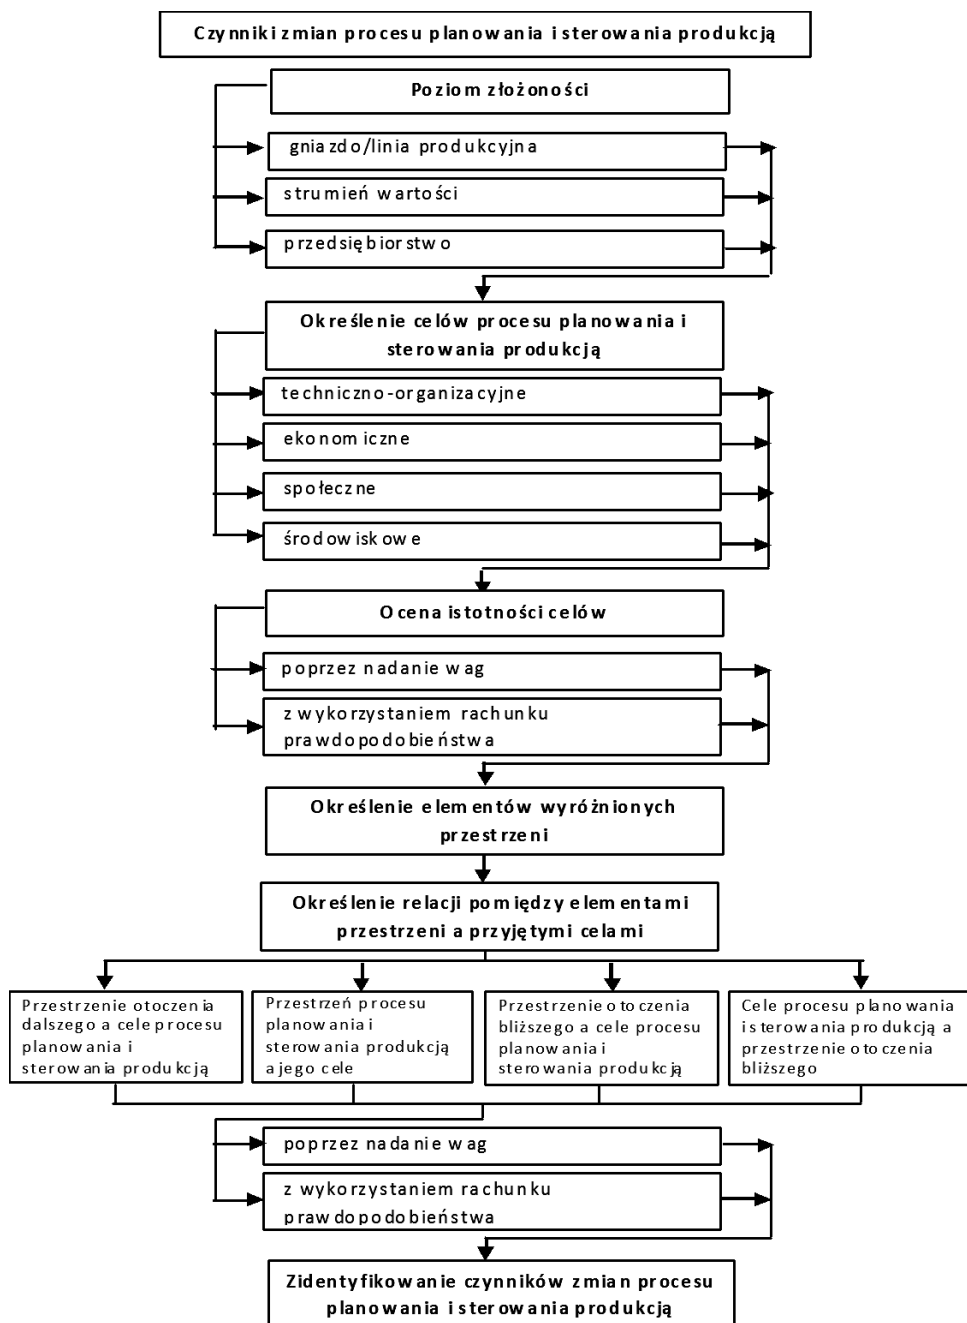 Czynniki zmian procesu planowania i sterowania produkcją
Poziom złożoności
gniazdo/linia produkcyjna
strumień wartości
przedsiębiorstwo
Określenie celów procesu planowania i
sterowania produkcją
techniczno-organizacyjne
ekonomiczne
społeczne
środowiskowe
Ocena istotności celów
poprzez nadanie wag
z wykorzystaniem rachunku
prawdopodobieństwa
Określenie elementów wyróżnionych
przestrzeni
Określenie relacji pomiędzy elementami
przestrzeni a przyjętymi celami
Przestrzenie otoczenia
dalszego a cele procesu
planowania i
sterowania produkcją
Przestrzeń procesu
planowania i
sterowania produkcją
a jego cele
Przestrzenie otoczenia
bliższego a cele procesu
planowania i
sterowania produkcją
Cele procesu planowania
i sterowania produkcją a
przestrzenie otoczenia
bliższego
poprzez nadanie wag
z wykorzystaniem rachunku
prawdopodobieństwa
Zidentyfikowanie czynników zmian procesu
planowania i sterowania produkcją